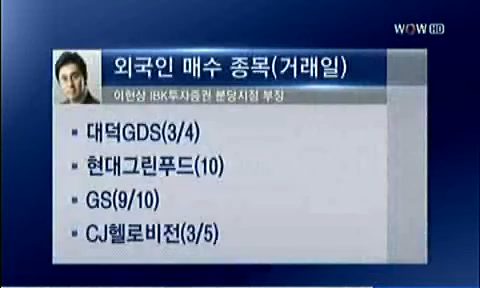 WOW HD
외국인 매수 종목(거래일)
이현상 IBK투자증권 분당지점 부장
▪ 대덕GDS(3/4)
▪ 현대그린푸드(10)
▪ GS(9/10)
▪ CJ헬로비전(3/5)